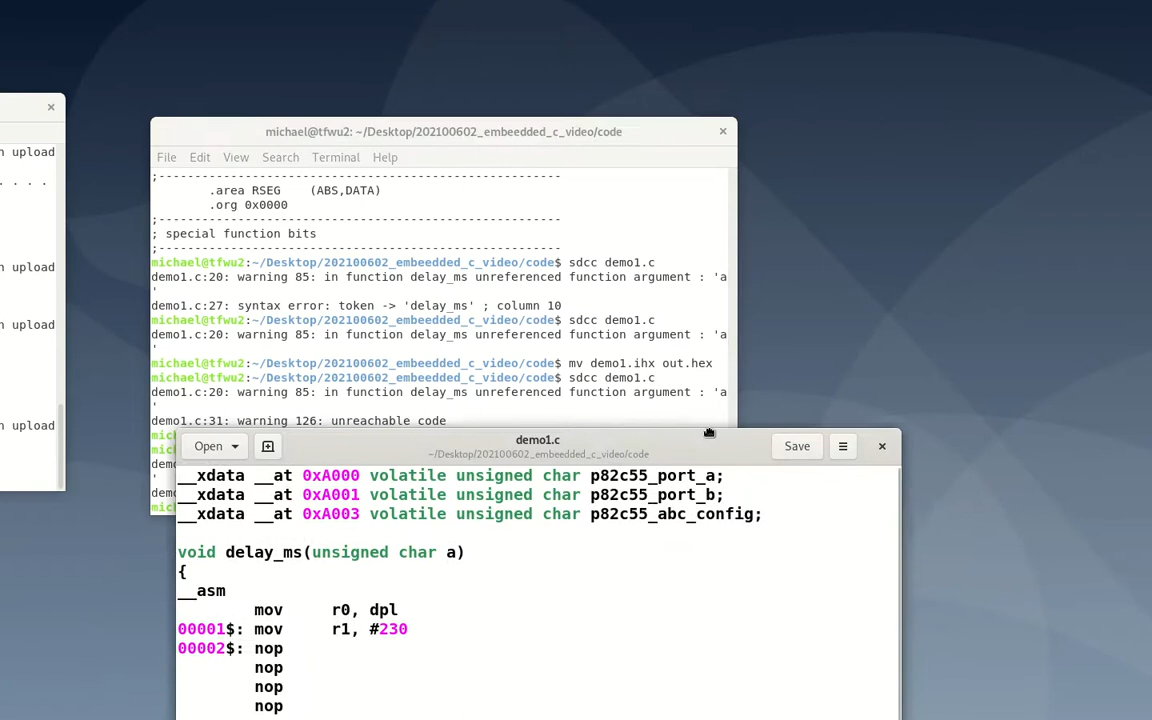 ×
n upload
. . . .
n upload
n upload
n upload
michael@tfwu2: ~/Desktop/202100602_embeedded_c_video/code
×
File Edit View Search Terminal Help
;--------------------------------------------------------
.area RSEG    (ABS,DATA)
.org 0x0000
;--------------------------------------------------------
; special function bits
;--------------------------------------------------------
michael@tfwu2:~/Desktop/202100602_embeedded_c_video/code$ sdcc demo1.c
demo1.c:20: warning 85: in function delay_ms unreferenced function argument : 'a
'
demo1.c:27: syntax error: token -> 'delay_ms' ; column 10
michael@tfwu2:~/Desktop/202100602_embeedded_c_video/code$ sdcc demo1.c
demo1.c:20: warning 85: in function delay_ms unreferenced function argument : 'a
'
michael@tfwu2:~/Desktop/202100602_embeedded_c_video/code$ mv demo1.ihx out.hex
michael@tfwu2:~/Desktop/202100602_embeedded_c_video/code$ sdcc demo1.c
demo1.c:20: warning 85: in function delay_ms unreferenced function argument : 'a
'
demo1.c:31: warning 126: unreachable code
mic
mic
demo
'
demo
mic
Open
demo1.c
~/Desktop/202100602_embeedded_c_video/code
Save
×
__xdata __at 0xA000 volatile unsigned char p82c55_port_a;
__xdata __at 0xA001 volatile unsigned char p82c55_port_b;
__xdata __at 0xA003 volatile unsigned char p82c55_abc_config;
void delay_ms(unsigned char a)
{
__asm
mov     r0, dpl
00001$: mov     r1, #230
00002$: nop
nop
nop
nop